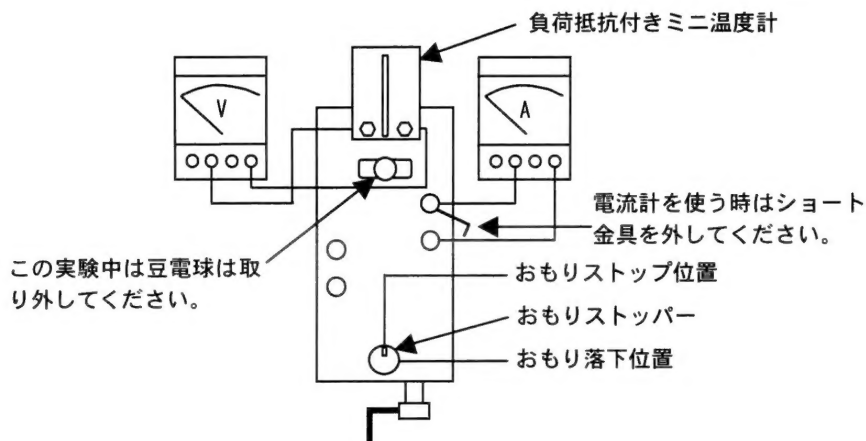 負荷抵抗付きミニ温度計
V
A
電流計を使う時はショート
金具を外してください。
この実験中は豆電球は取
り外してください。
おもりストップ位置
おもりストッパー
おもり落下位置